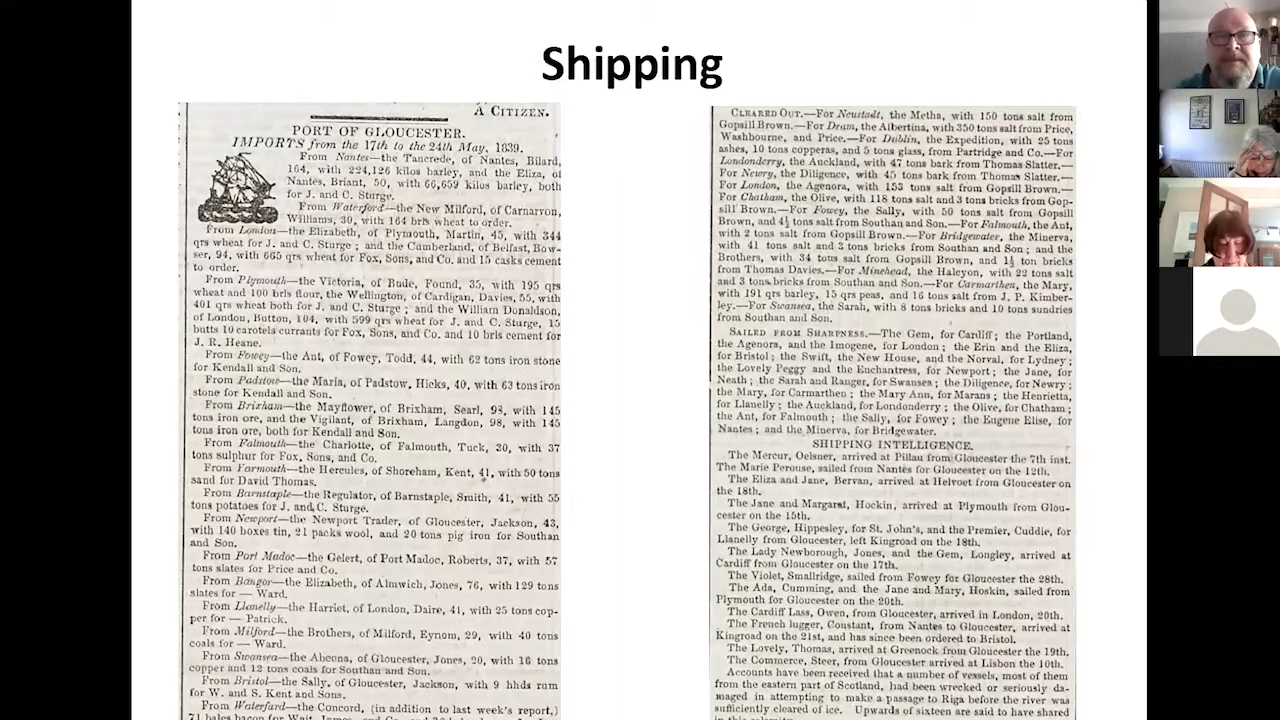 Shipping
A CITIZEN.
PORT OF GLOUCESTER.
IMPORTS from the 17th to the 24th May, 1839.
From Nantes—the Tancrede, of Nantes, Bilard,
164, with 224,126 kilos barley, and the Eliza, of
Nantes, Briant, 50, with 66,659 kilos barley, both
for J. and C. Sturge.
From Waterford—the New Milford, of Carnarvon,
Williams, 30, with 164 brls wheat to order.
From London—the Elizabeth, of Plymouth, Martin, 45, with 344
qrs wheat for J. and C. Sturge; and the Cumberland, of Belfast, Bow-
ser, 94, with 665 qrs wheat for Fox, Sons, and Co. and 15 casks cement
to order.
From Plymouth—the Victoria, of Bude, Found, 35, with 195 qrs
wheat and 100 brls flour, the Wellington, of Cardigan, Davies, 55, with
401 qrs wheat both for J. and C. Sturge; and the William Donaldson,
of London, Button, 104, with 599 qrs wheat for J. and C. Sturge, 15
butts 10 carotels currants for Fox, Sons, and Co. and 10 brls cement for
J. R. Heane.
From Fowey—the Ant, of Fowey, Todd, 44, with 62 tons iron stone
for Kendall and Son.
From Padstow—the Maria, of Padstow, Hicks, 40, with 63 tons iron
stone for Kendall and Son.
From Brixham—the Mayflower, of Brixham, Searl, 98, with 145
tons iron ore, and the Vigilant, of Brixham, Langdon, 98, with 145
tons iron ore, both for Kendall and Son.
From Falmouth—the Charlotte, of Falmouth, Tuck, 30, with 37
tons sulphur for Fox, Sons, and Co.
From Yarmouth—the Hercules, of Shoreham, Kent, 41, with 50 tons
sand for David Thomas.
From Barnstaple—the Regulator, of Barnstaple, Smith, 41, with 55
tons potatoes for J. and C. Sturge.
From Newport—the Newport Trader, of Gloucester, Jackson, 43,
with 140 boxes tin, 21 packs wool, and 20 tons pig iron for Southan
and Son.
From Port Madoc—the Gelert, of Port Madoc, Roberts, 37, with 57
tons slates for Price and Co.
From Bangor—the Elizabeth, of Almwich, Jones, 76, with 129 tons
slates for — Ward.
From Llanelly—the Harriet, of London, Daire, 41, with 25 tons cop-
per for — Patrick.
From Milford—the Brothers, of Milford, Eynom, 29, with 40 tons
coals for — Ward.
From Swansea—the Abeona, of Gloucester, Jones, 20, with 16 tons
copper and 12 tons coals for Southan and Son.
From Bristol—the Sally, of Gloucester, Jackson, with 9 hhds rum
for W. and S. Kent and Sons.
From Waterford—the Concord, (in addition to last week's report,)
71 bales bacon for Wait, James, and Co.
CLEARED OUT.—For Neustadt, the Metha, with 150 tons salt from
Gopsill Brown.—For Dram, the Albertina, with 350 tons salt from Price,
Washbourne, and Price.—For Dublin, the Expedition, with 25 tons
ashes, 10 tons copperas, and 5 tons glass, from Partridge and Co.—For
Londonderry, the Auckland, with 47 tons bark from Thomas Slatter.—
For Newry, the Diligence, with 45 tons bark from Thomas Slatter.—
For London, the Agenora, with 153 tons salt from Gopsill Brown.—
For Chatham, the Olive, with 118 tons salt and 3 tons bricks from Gop-
sill Brown.—For Fowey, the Sally, with 50 tons salt from Gopsill
Brown, and 4½ tons salt from Southan and Son.—For Falmouth, the Ant,
with 2 tons salt from Gopsill Brown.—For Bridgewater, the Minerva,
with 41 tons salt and 3 tons bricks from Southan and Son; and the
Brothers, with 34 tons salt from Gopsill Brown, and 1½ ton bricks
from Thomas Davies.—For Minehead, the Halcyon, with 22 tons salt
and 3 tons bricks from Southan and Son.—For Carmarthen, the Mary,
with 191 qrs barley, 15 qrs peas, and 16 tons salt from J. P. Kimber-
ley.—For Swansea, the Sarah, with 8 tons bricks and 10 tons sundries
from Southan and Son.
SAILED FROM SHARPNESS.—The Gem, for Cardiff; the Portland,
the Agenora, and the Imogene, for London; the Erin and the Eliza,
for Bristol; the Swift, the New House, and the Norval, for Lydney;
the Lovely Peggy and the Enchantress, for Newport; the Jane, for
Neath; the Sarah and Ranger, for Swansea; the Diligence, for Newry;
the Mary, for Carmarthen; the Mary Ann, for Marans; the Henrietta,
for Llanelly; the Auckland, for Londonderry; the Olive, for Chatham;
the Ant, for Falmouth; the Sally, for Fowey; the Eugene Elise, for
Nantes; and the Minerva, for Bridgewater.
SHIPPING INTELLIGENCE.
The Mercur, Oelsner, arrived at Pillau from Gloucester the 7th inst.
The Marie Perouse, sailed from Nantes for Gloucester on the 12th.
The Eliza and Jane, Bervan, arrived at Helvoet from Gloucester on
the 18th.
The Jane and Margaret, Hockin, arrived at Plymouth from Glou-
cester on the 15th.
The George, Hippesley, for St. John's, and the Premier, Cuddie, for
Llanelly from Gloucester, left Kingroad on the 18th.
The Lady Newborough, Jones, and the Gem, Longley, arrived at
Cardiff from Gloucester on the 17th.
The Violet, Smallridge, sailed from Fowey for Gloucester the 28th.
The Ada, Cumming, and the Jane and Mary, Hoskin, sailed from
Plymouth for Gloucester on the 20th.
The Cardiff Lass, Owen, from Gloucester, arrived in London, 20th.
The French lugger, Constant, from Nantes to Gloucester, arrived at
Kingroad on the 21st, and has since been ordered to Bristol.
The Lovely, Thomas, arrived at Greenock from Gloucester the 19th.
The Commerce, Steer, from Gloucester arrived at Lisbon the 10th.
Accounts have been received that a number of vessels, most of them
from the eastern part of Scotland, had been wrecked or seriously da-
maged in attempting to make a passage to Riga before the river was
sufficiently cleared of ice. Upwards of sixteen are said to have shared